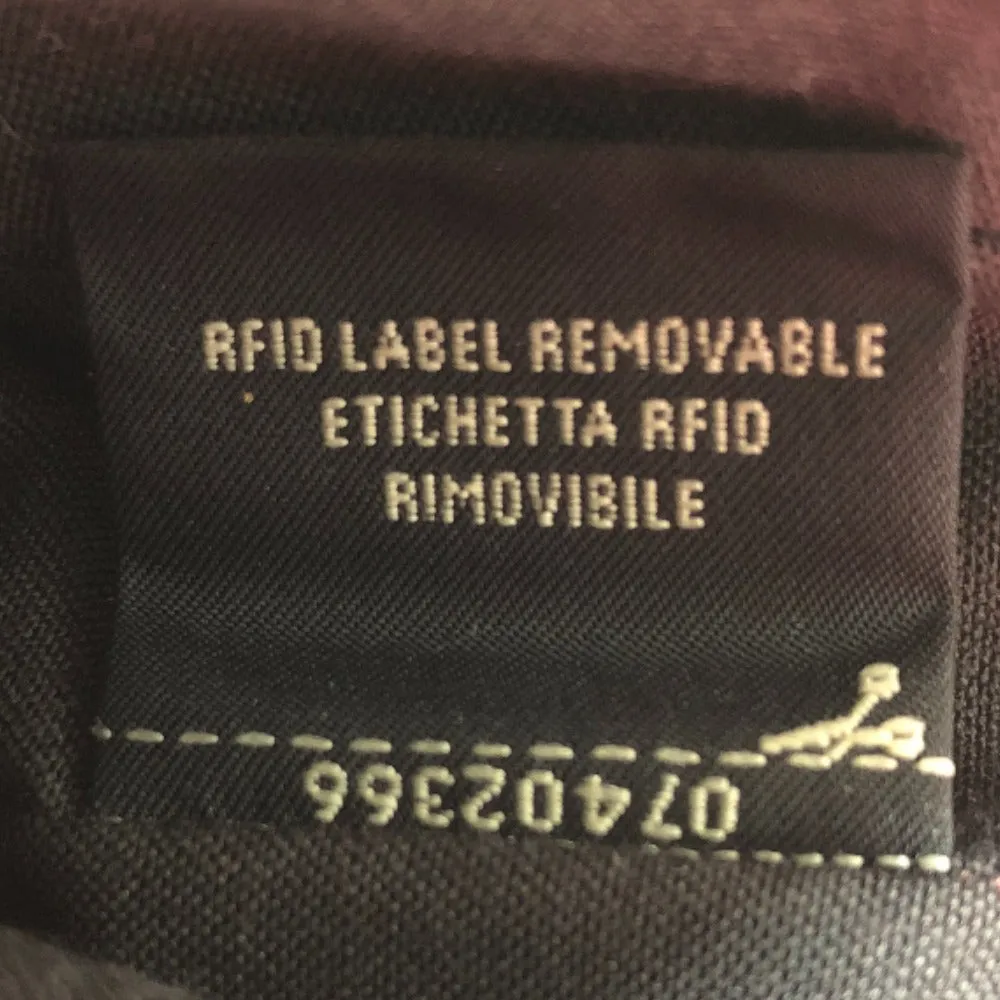 RFID LABEL REMOVABLE
ETICHETTA RFID
RIMOVIBILE
07402366